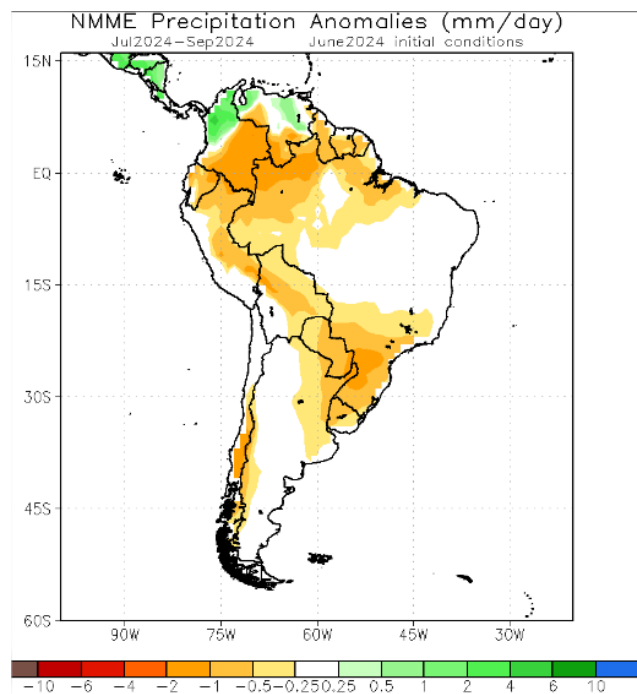 NMME Precipitation Anomalies (mm/day)
Jul2024-Sep2024 June2024 initial conditions
15N
EQ
15S
30S
45S
60S
90W 75W 60W 45W 30W
-10 -6 -4 -2 -1 -0.5 -0.25 0.25 0.5 1 2 4 6 10